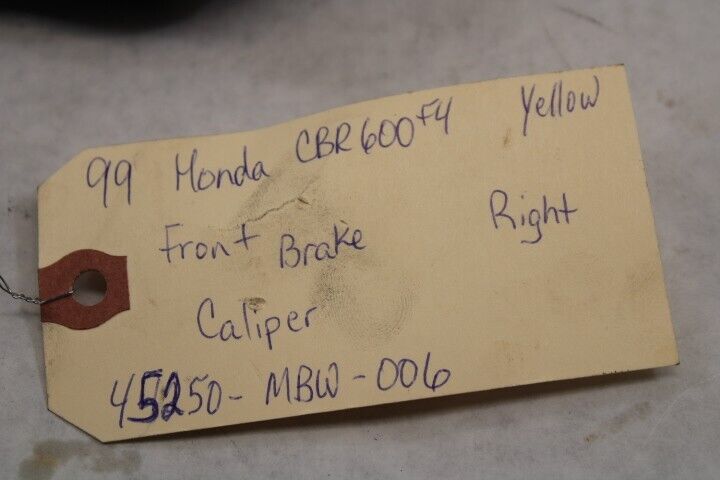 99 Honda CBR600F4 Yellow
Front Brake Right
Caliper
45250-MBW-006